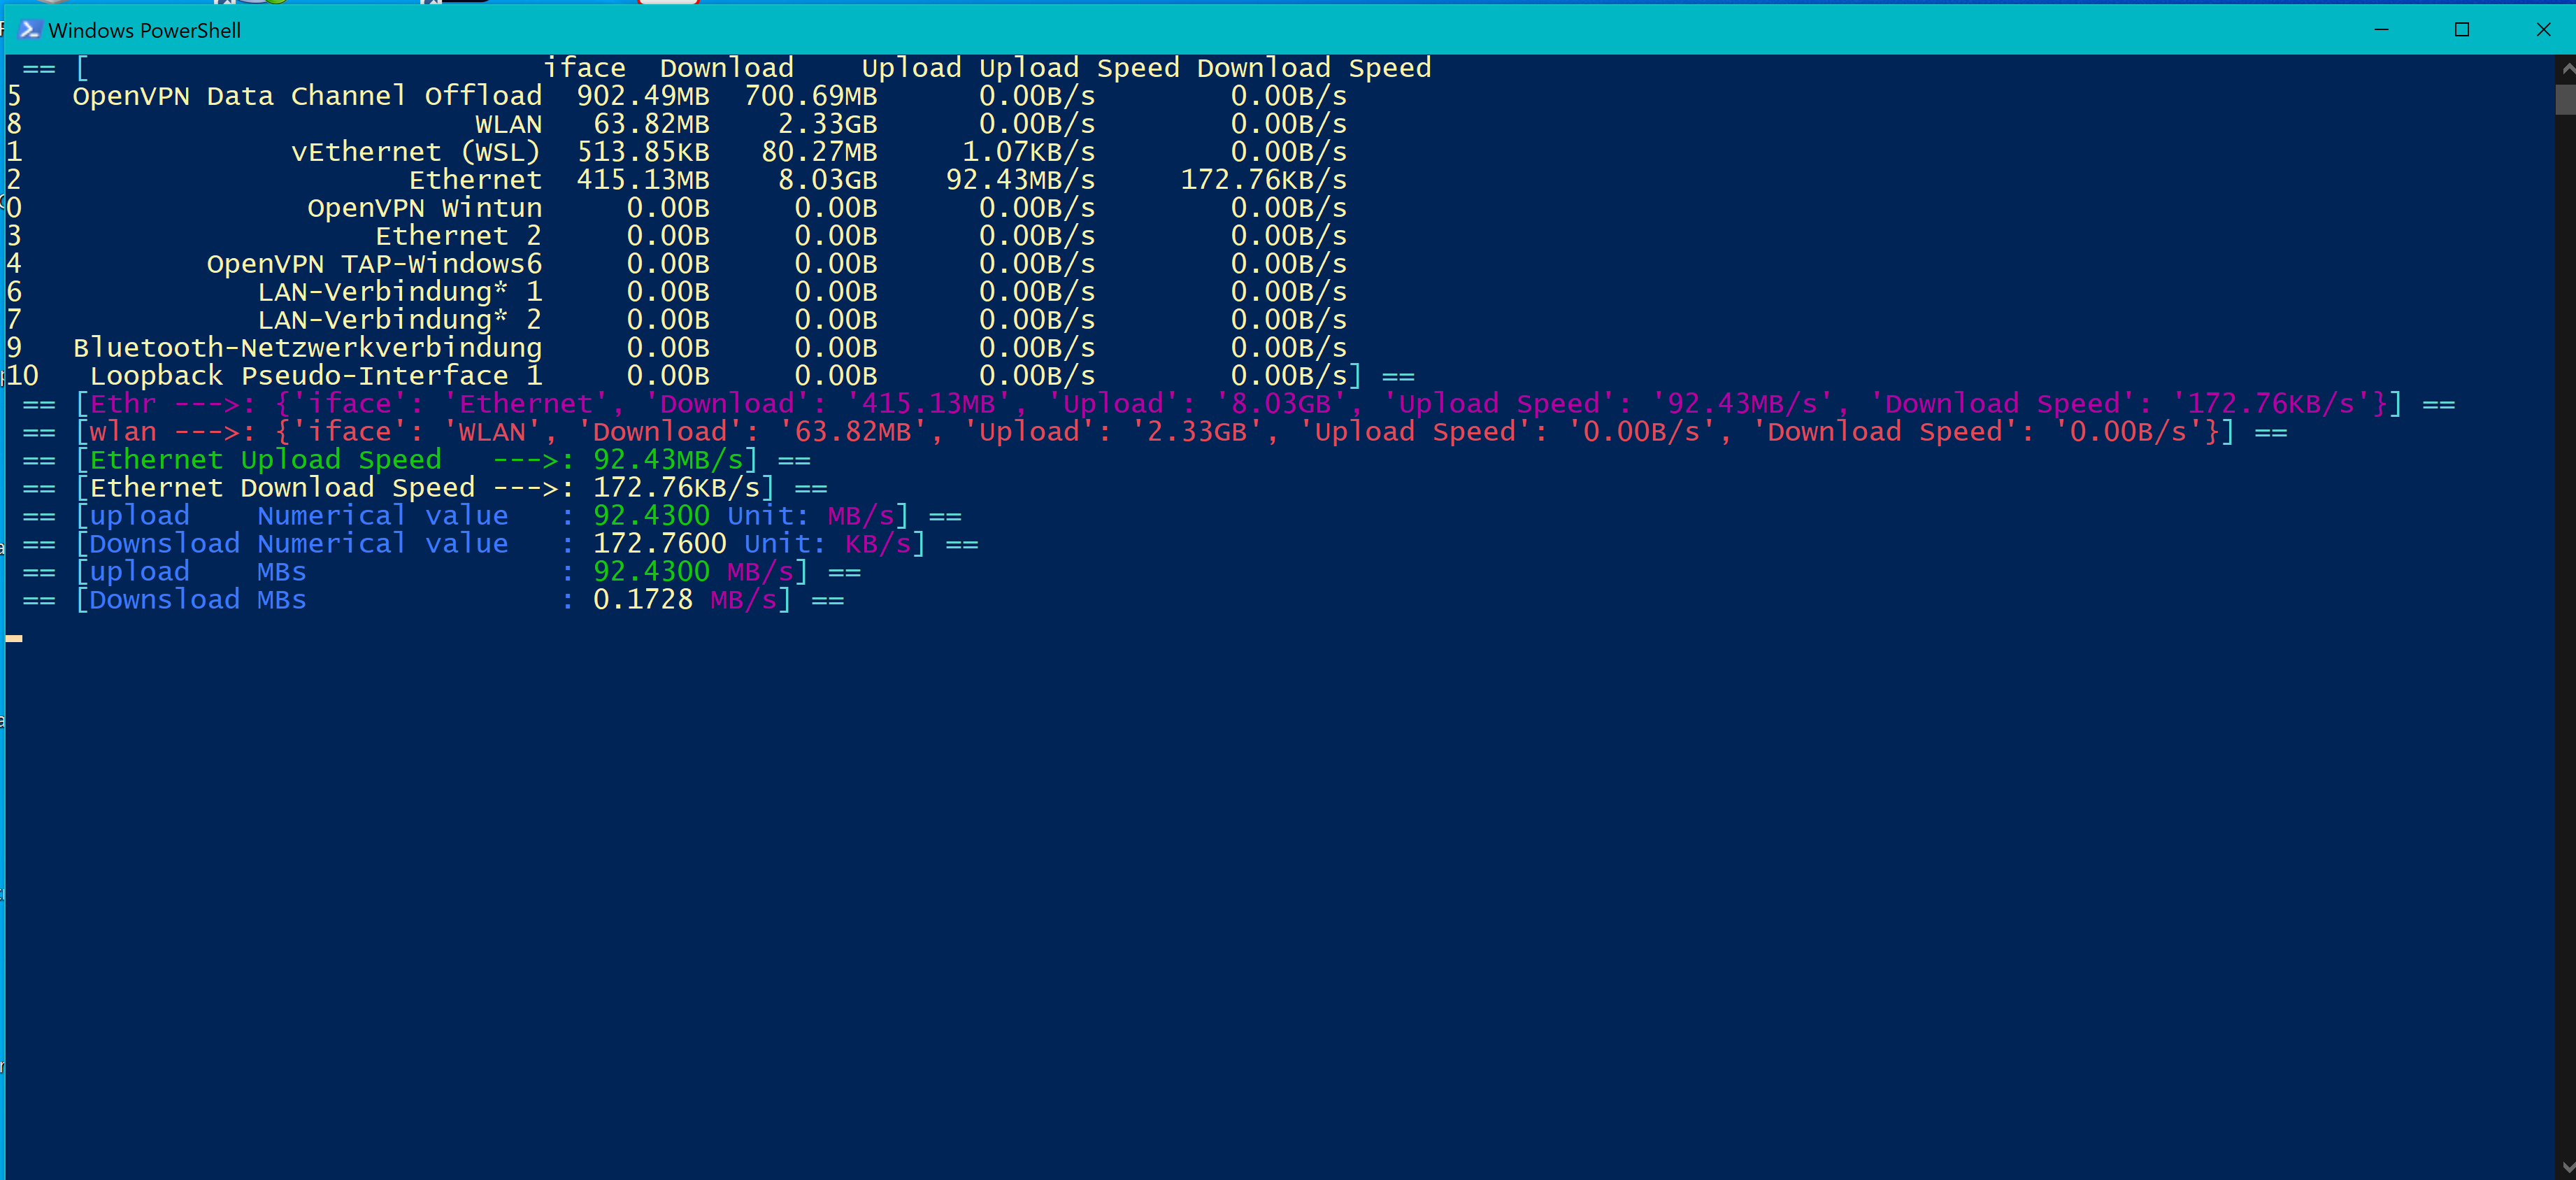 Windows PowerShell
== [                           iface  Download    Upload Upload Speed Download Speed
5   OpenVPN Data Channel Offload  902.49MB  700.69MB      0.00B/s        0.00B/s
8                           WLAN   63.82MB    2.33GB      0.00B/s        0.00B/s
1                vEthernet (WSL)  513.85KB   80.27MB     1.07KB/s        0.00B/s
2                       Ethernet  415.13MB    8.03GB    92.43MB/s     172.76KB/s
0                 OpenVPN Wintun     0.00B     0.00B      0.00B/s        0.00B/s
3                     Ethernet 2     0.00B     0.00B      0.00B/s        0.00B/s
4           OpenVPN TAP-Windows6     0.00B     0.00B      0.00B/s        0.00B/s
6              LAN-Verbindung* 1     0.00B     0.00B      0.00B/s        0.00B/s
7              LAN-Verbindung* 2     0.00B     0.00B      0.00B/s        0.00B/s
9   Bluetooth-Netzwerkverbindung     0.00B     0.00B      0.00B/s        0.00B/s
10   Loopback Pseudo-Interface 1     0.00B     0.00B      0.00B/s        0.00B/s] ==
== [Ethr --->: {'iface': 'Ethernet', 'Download': '415.13MB', 'Upload': '8.03GB', 'Upload Speed': '92.43MB/s', 'Download Speed': '172.76KB/s'}] ==
== [wlan --->: {'iface': 'WLAN', 'Download': '63.82MB', 'Upload': '2.33GB', 'Upload Speed': '0.00B/s', 'Download Speed': '0.00B/s'}] ==
== [Ethernet Upload Speed   --->: 92.43MB/s] ==
== [Ethernet Download Speed --->: 172.76KB/s] ==
== [upload    Numerical value   : 92.4300 Unit: MB/s] ==
== [Downsload Numerical value   : 172.7600 Unit: KB/s] ==
== [upload    MBs               : 92.4300 MB/s] ==
== [Downsload MBs               : 0.1728 MB/s] ==